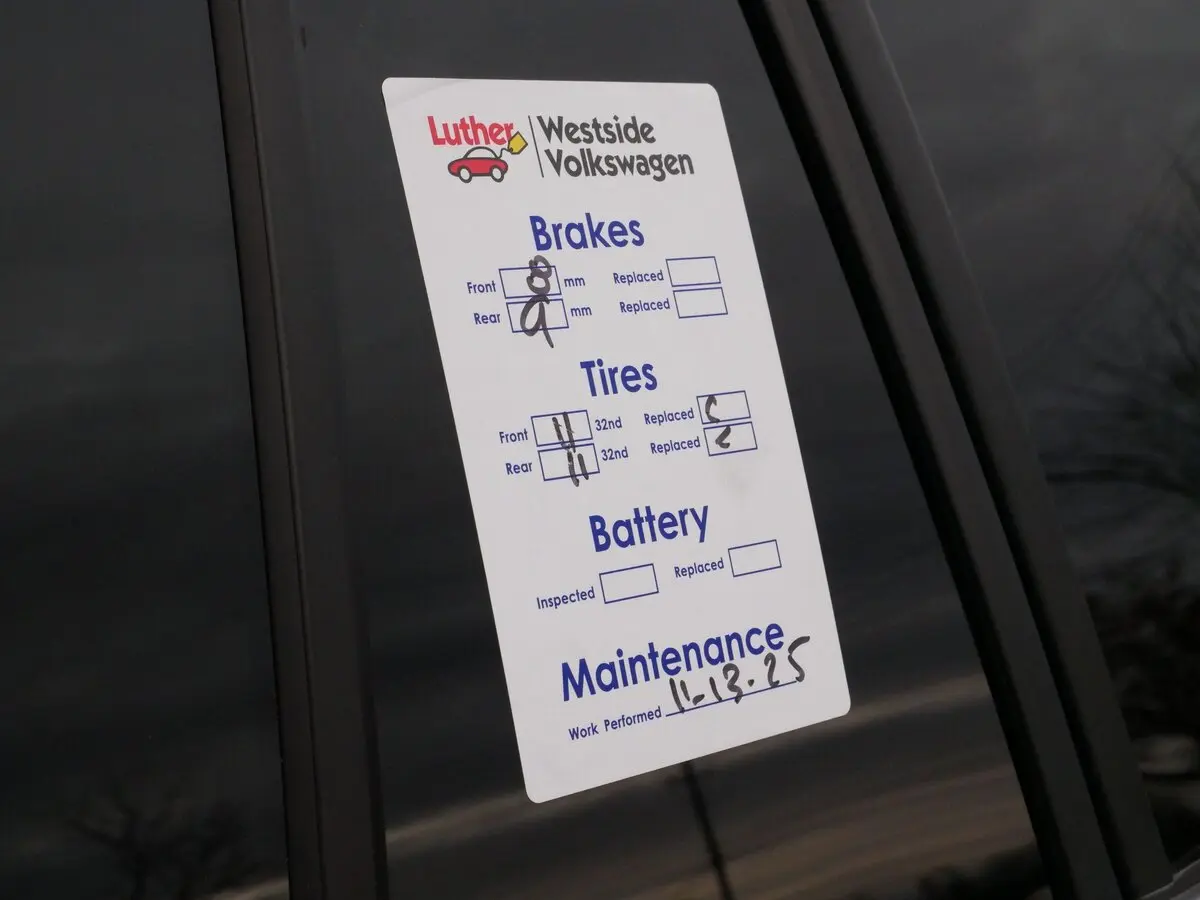 Luther Westside
Volkswagen
Brakes
Front 8 mm Replaced
Rear 9 mm Replaced
Tires
Front 11 32nd Replaced
Rear 11 32nd Replaced
Battery
Inspected Replaced
Maintenance
Work Performed 11-13-25